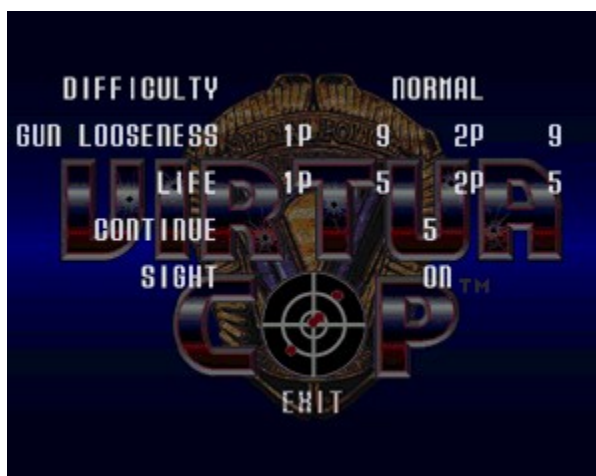 DIFFICULTY NORMAL
GUN LOOSENESS 1P 9 2P 9
LIFE 1P 5 2P 5
VIRTUA
CONTINUE 5
SIGHT ON
COP TM
EXIT